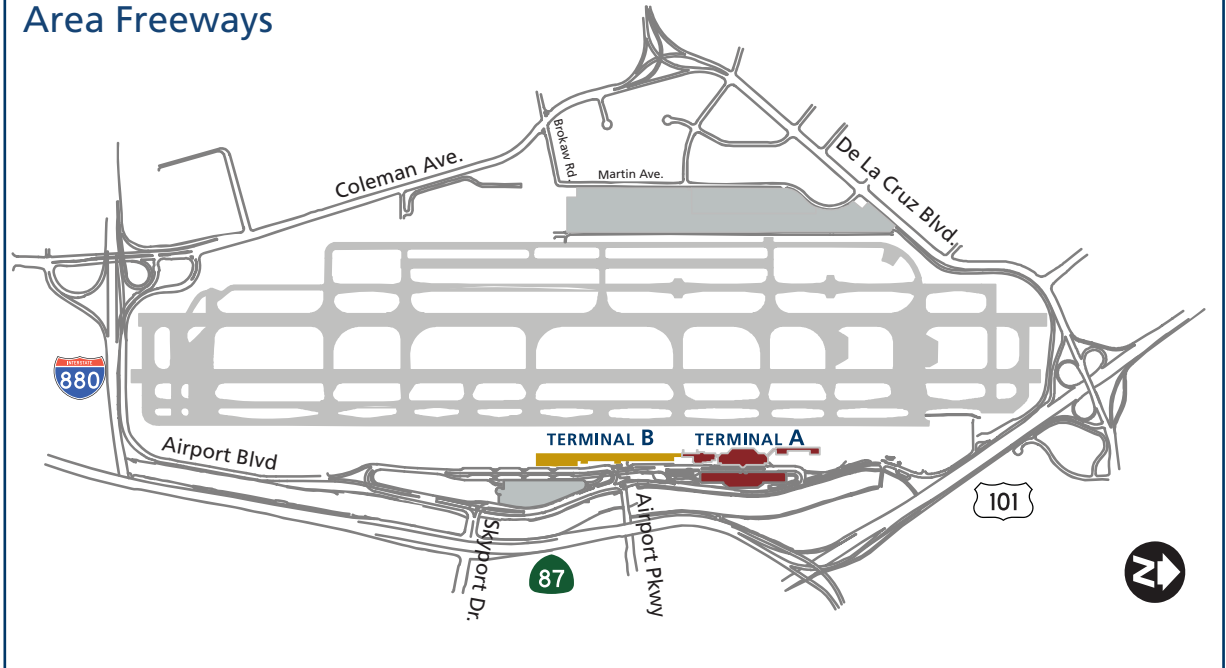 Area Freeways
Brokaw Rd.
Martin Ave.
De La Cruz Blvd.
Coleman Ave.
INTERSTATE
880
TERMINAL B
TERMINAL A
Airport Blvd
101
Skyport Dr.
Airport Pkwy
87
N